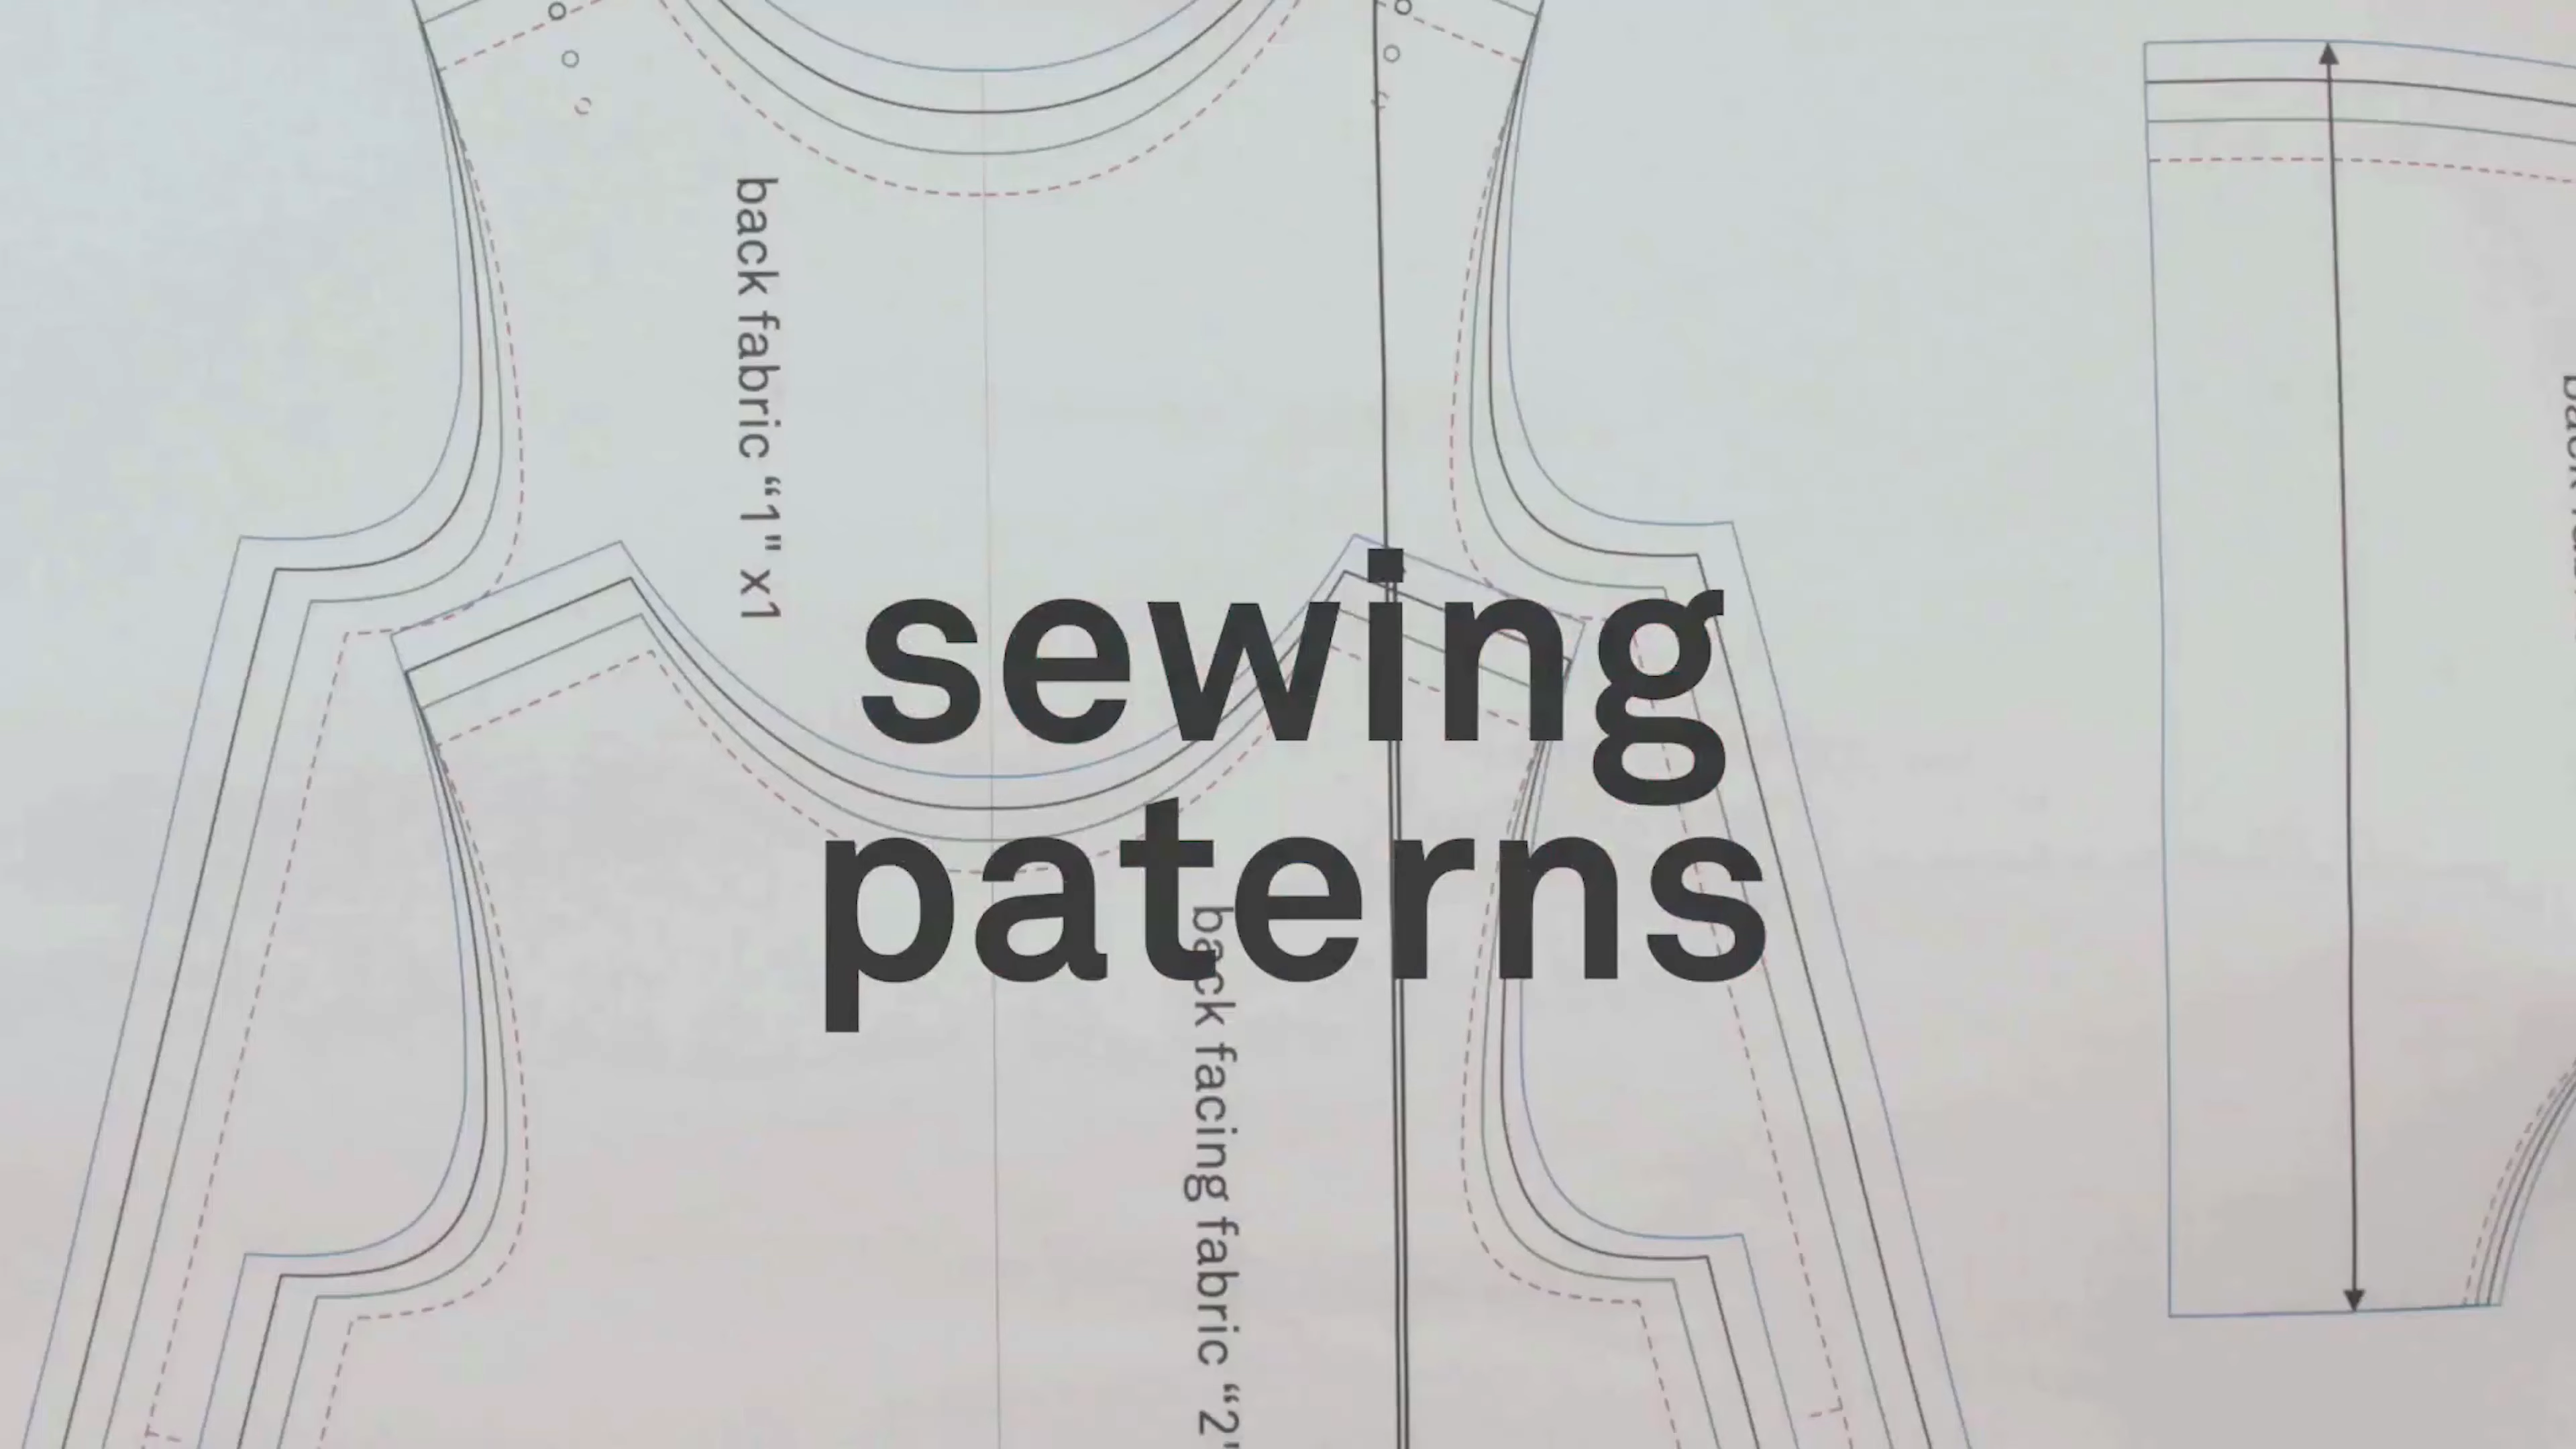 back fabric “1" x1
sewing
paterns
back facing fabric “2"